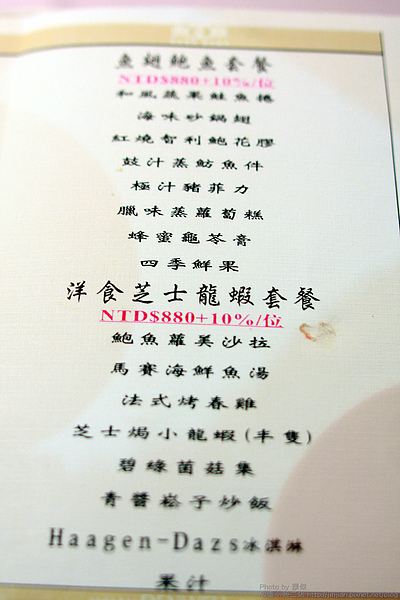 魚翅鮑魚套餐
NTD$880+10%/位
和風蔬果鮭魚捲
海味砂鍋翅
紅燒智利鮑花膠
豉汁蒸魴魚件
極汁豬菲力
臘味蒸蘿蔔糕
蜂蜜龜苓膏
四季鮮果
洋食芝士龍蝦套餐
NTD$880+10%/位
鮑魚蘿美沙拉
馬賽海鮮魚湯
法式烤春雞
芝士焗小龍蝦(半隻)
碧綠菌菇集
青醬崧子炒飯
Haagen-Dazs冰淇淋
果汁
Photo by